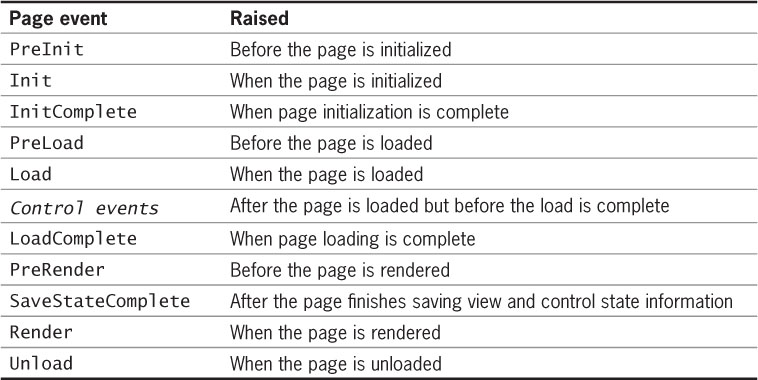 Page event Raised
PreInit Before the page is initialized
Init When the page is initialized
InitComplete When page initialization is complete
PreLoad Before the page is loaded
Load When the page is loaded
Control events After the page is loaded but before the load is complete
LoadComplete When page loading is complete
PreRender Before the page is rendered
SaveStateComplete After the page finishes saving view and control state information
Render When the page is rendered
Unload When the page is unloaded